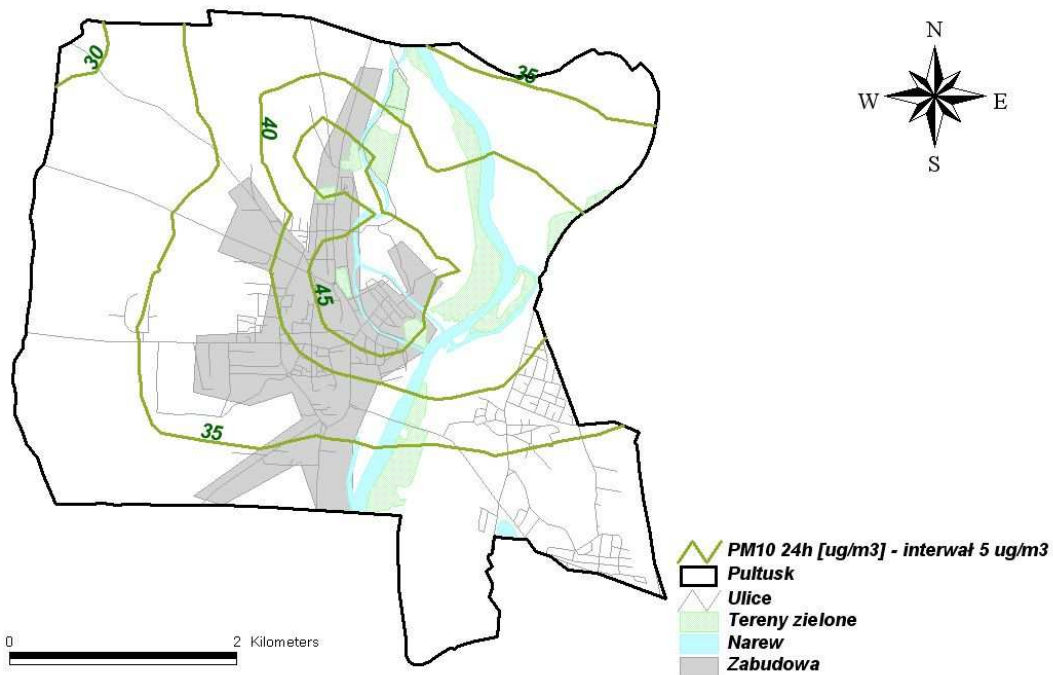 30
35
N
W E
S
40
45
35
PM10 24h [ug/m3] - interwał 5 ug/m3
Pultusk
Ulice
Tereny zielone
Narew
Zabudowa
0 2 Kilometers